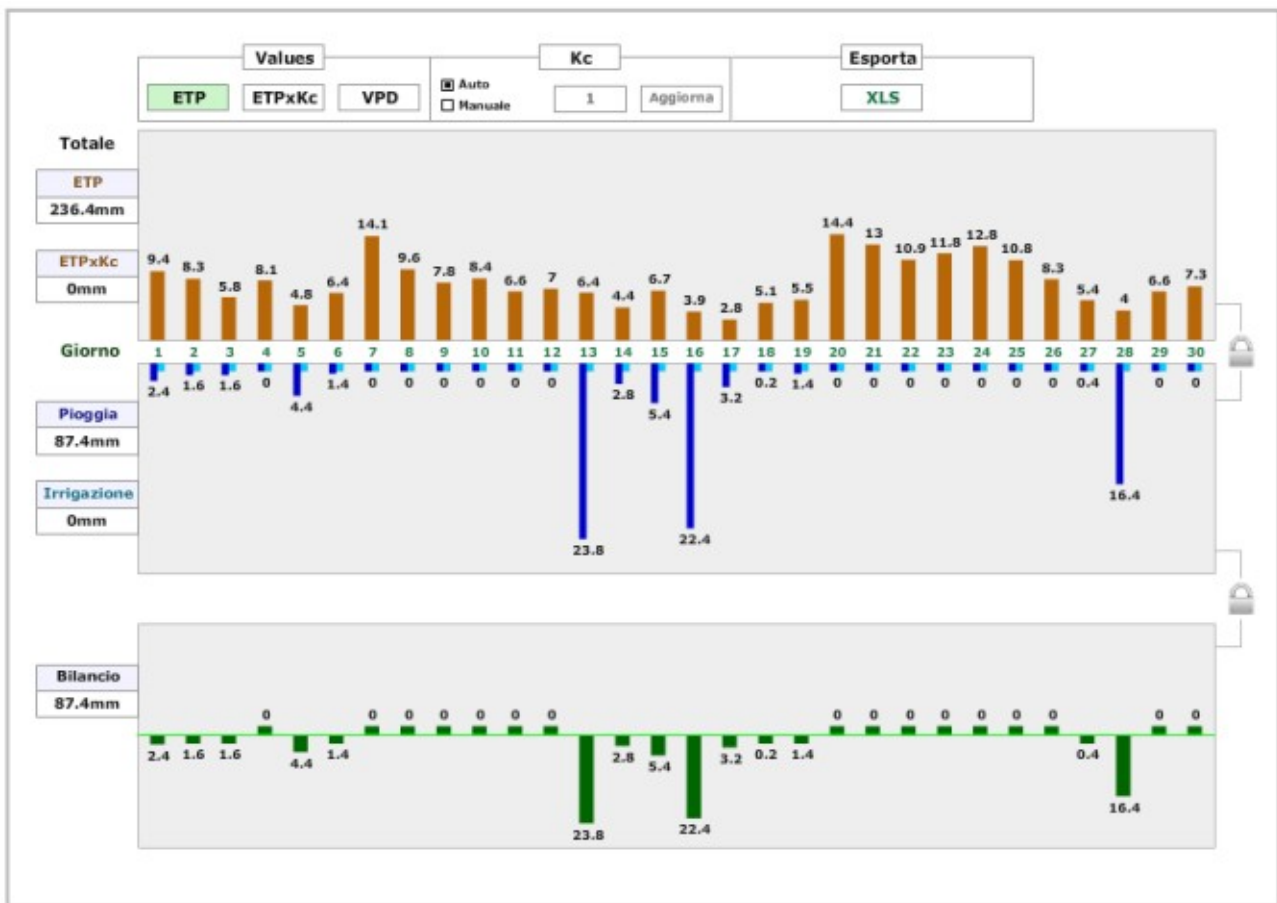 Values Kc Esporta
ETP ETPxKc VPD Auto Manuale 1 Aggiorna XLS
Totale
ETP
236.4mm
ETPxKc
0mm
9.4 8.3 5.8 8.1 4.8 6.4 14.1 9.6 7.8 8.4 6.6 7 6.4 4.4 6.7 3.9 2.8 5.1 5.5 14.4 13 10.9 11.8 12.8 10.8 8.3 5.4 4 6.6 7.3
Giorno 1 2 3 4 5 6 7 8 9 10 11 12 13 14 15 16 17 18 19 20 21 22 23 24 25 26 27 28 29 30
2.4 1.6 1.6 0 4.4 1.4 0 0 0 0 0 0 23.8 2.8 5.4 22.4 3.2 0.2 1.4 0 0 0 0 0 0 0 0.4 16.4 0 0
Pioggia
87.4mm
Irrigazione
0mm
Bilancio
87.4mm
2.4 1.6 1.6 0 4.4 1.4 0 0 0 0 0 0 23.8 2.8 5.4 22.4 3.2 0.2 1.4 0 0 0 0 0 0 0 0.4 16.4 0 0